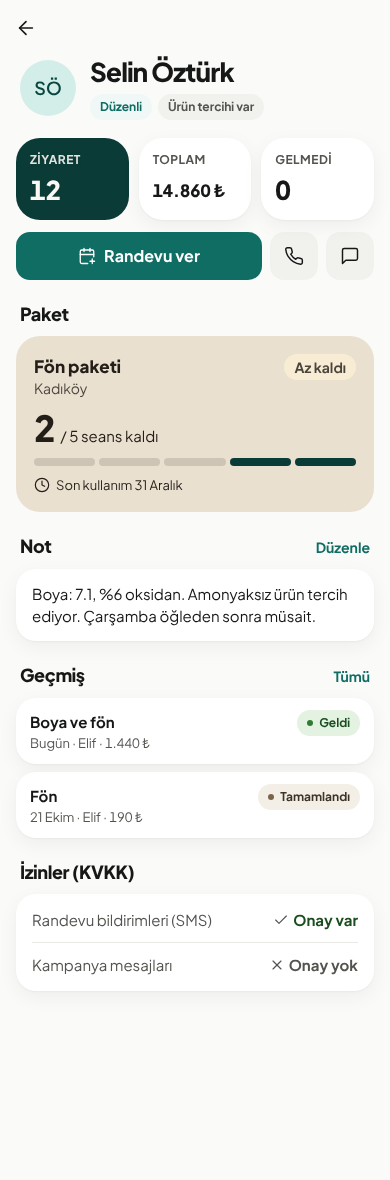 SÖ
Selin Öztürk
Düzenli
Ürün tercihi var
ZİYARET
12
TOPLAM
14.860 ₺
GELMEDİ
0
Randevu ver
Paket
Fön paketi
Az kaldı
Kadıköy
2 / 5 seans kaldı
Son kullanım 31 Aralık
Not
Düzenle
Boya: 7.1, %6 oksidan. Amonyaksız ürün tercih
ediyor. Çarşamba öğleden sonra müsait.
Geçmiş
Tümü
Boya ve fön
Geldi
Bugün · Elif · 1.440 ₺
Fön
Tamamlandı
21 Ekim · Elif · 190 ₺
İzinler (KVKK)
Randevu bildirimleri (SMS)
Onay var
Kampanya mesajları
Onay yok